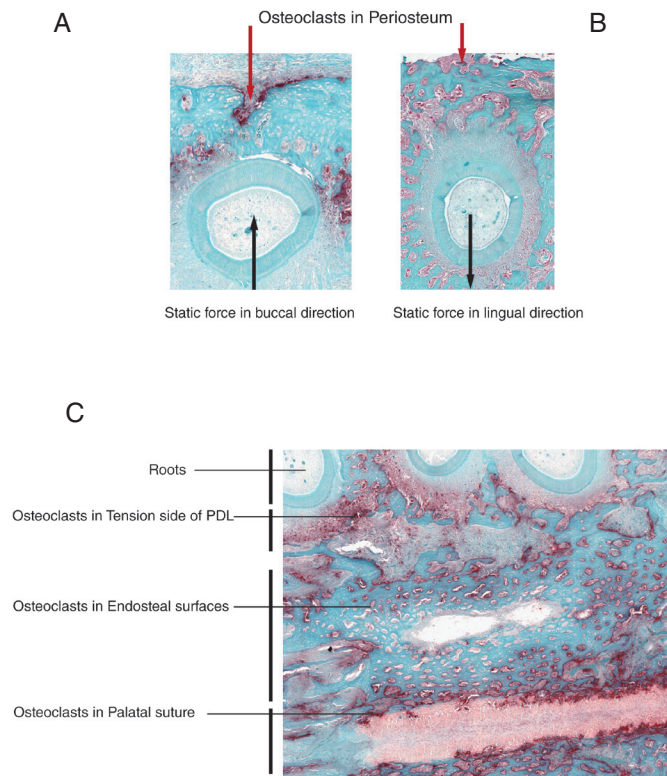 Osteoclasts in Periosteum
A
B
Static force in buccal direction
Static force in lingual direction
C
Roots
Osteoclasts in Tension side of PDL
Osteoclasts in Endosteal surfaces
Osteoclasts in Palatal suture